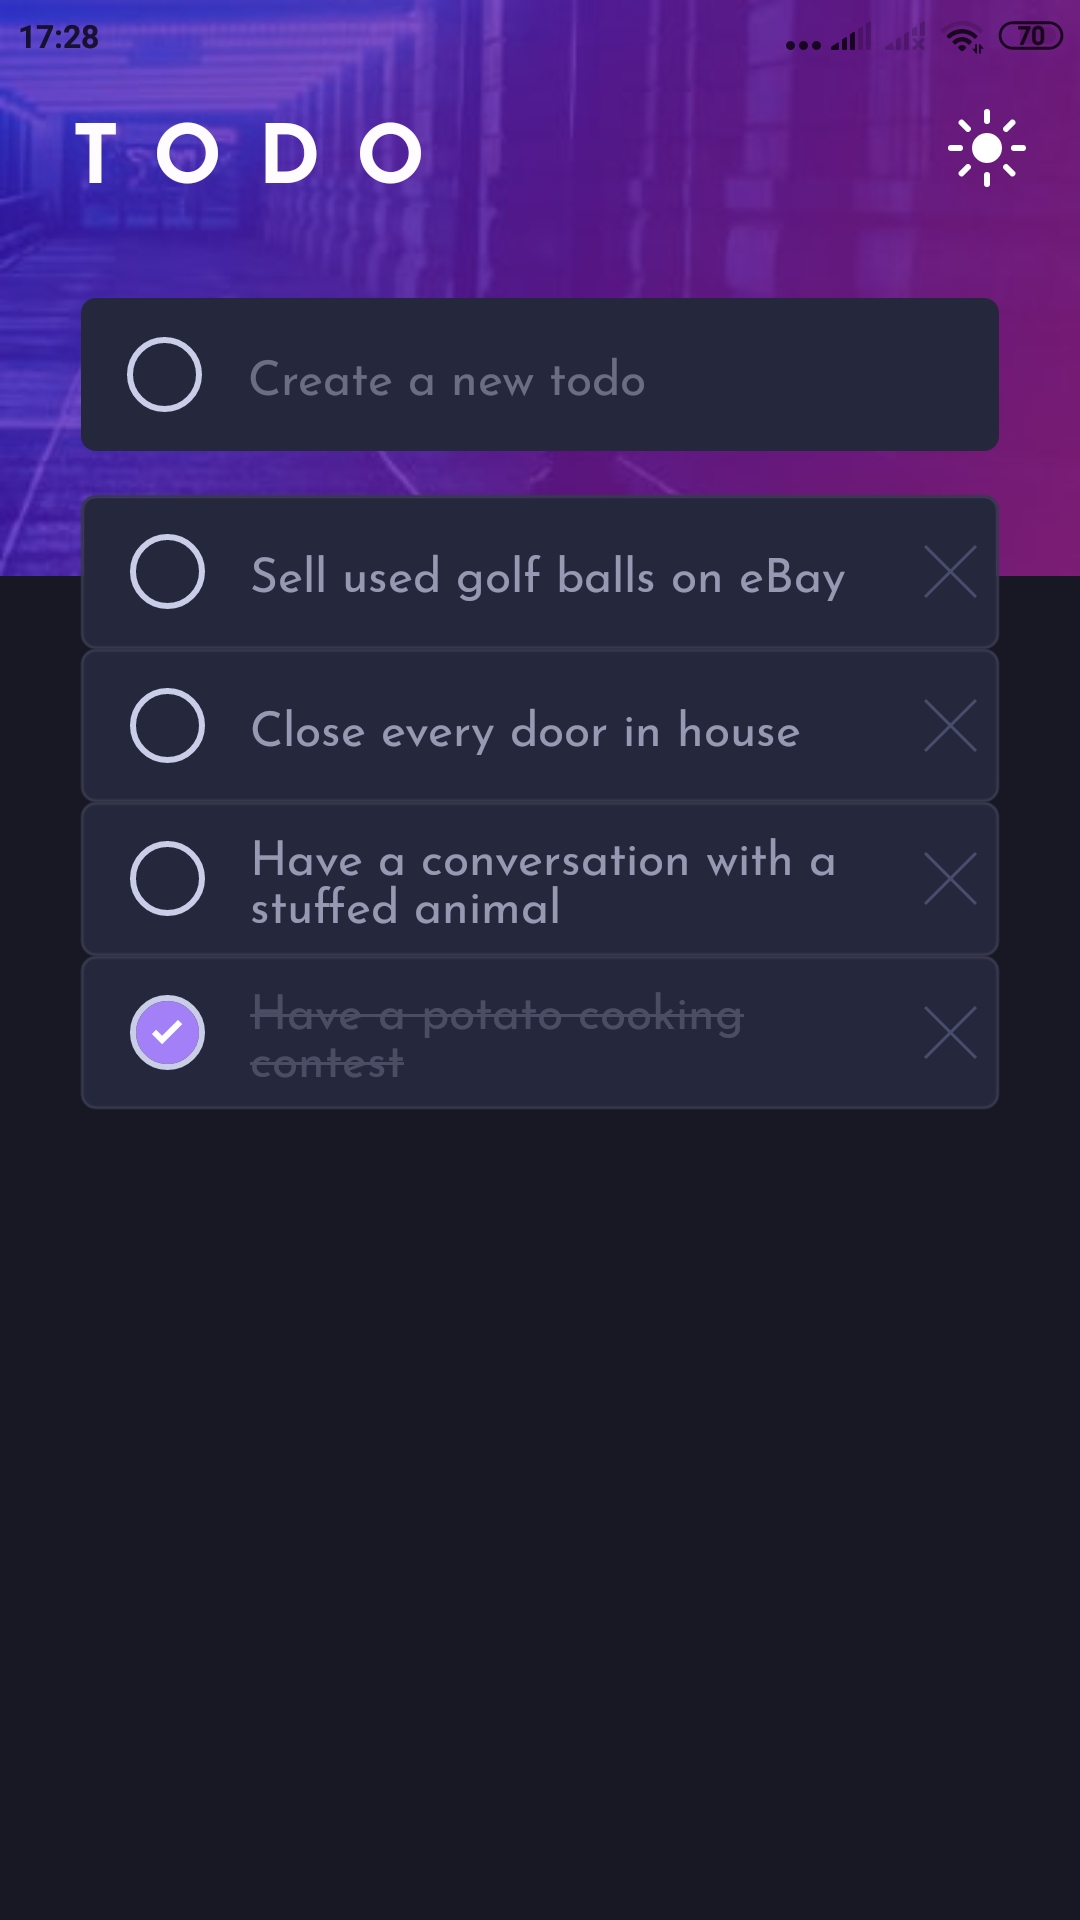 17:28
70
TODO
Create a new todo
Sell used golf balls on eBay
Close every door in house
Have a conversation with a
stuffed animal
Have a potato cooking
contest